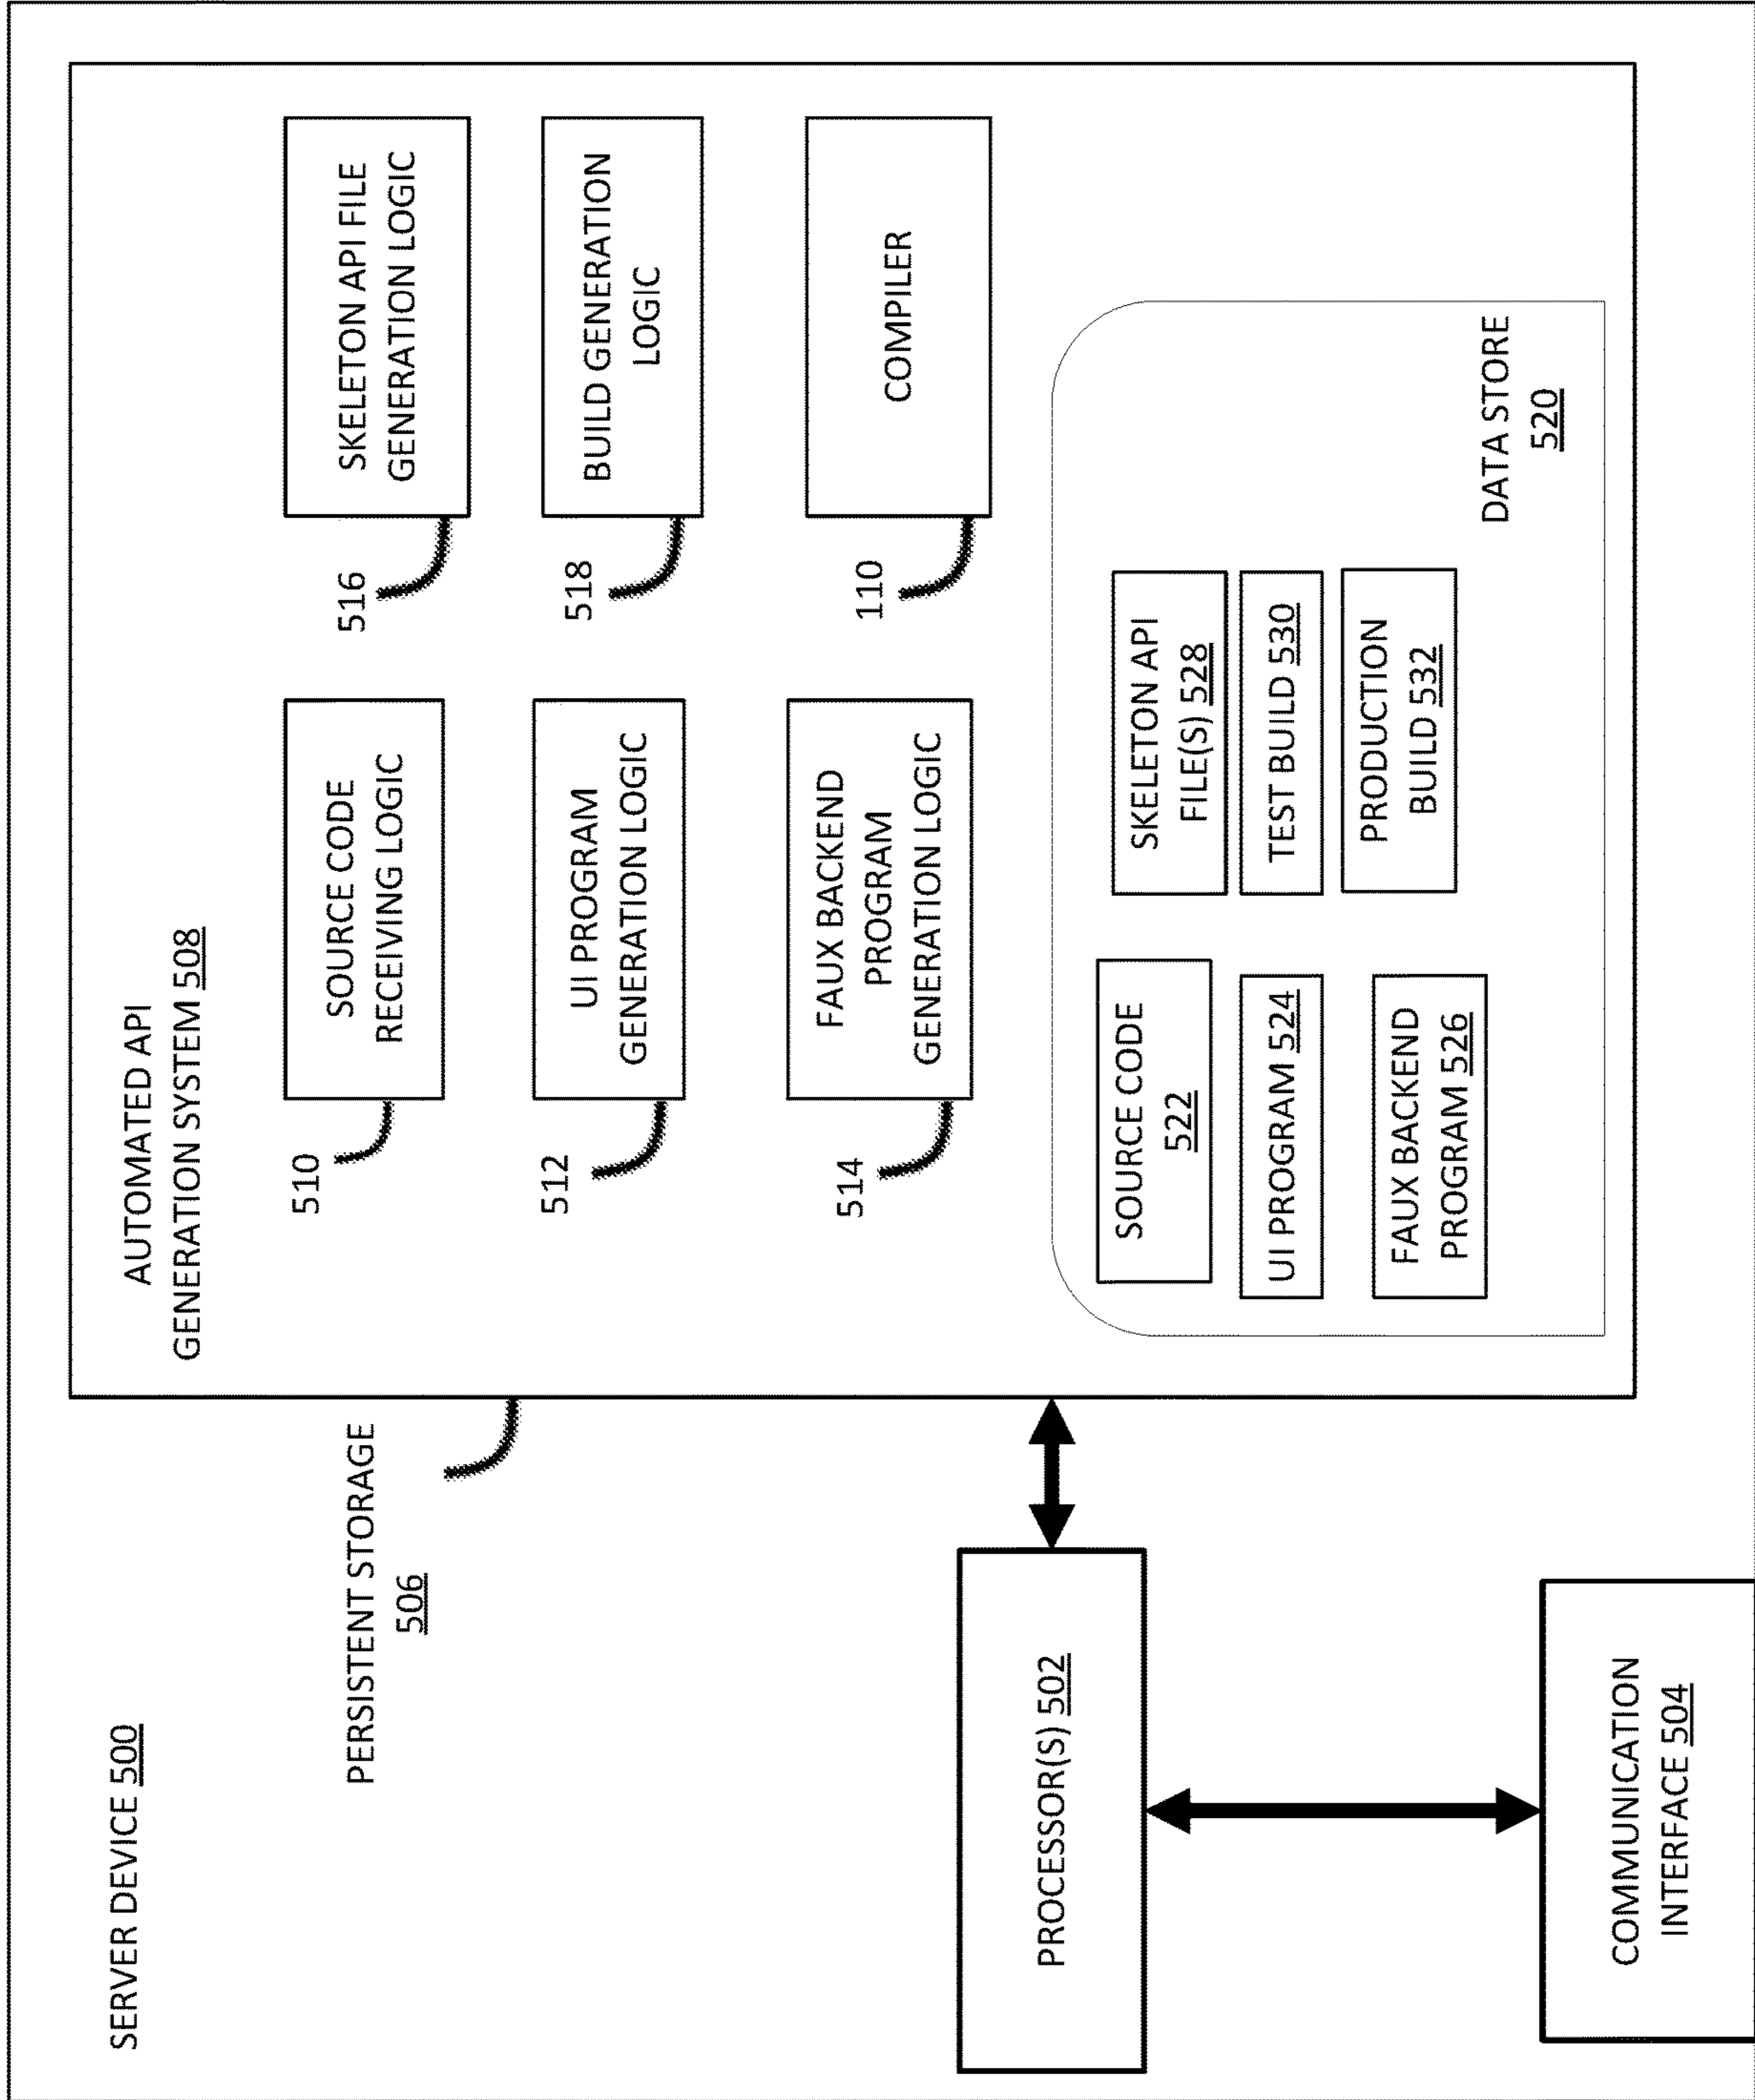 SERVER DEVICE 500
PERSISTENT STORAGE
506
PROCESSOR(S) 502
COMMUNICATION
INTERFACE 504
AUTOMATED API
GENERATION SYSTEM 508
510
SOURCE CODE
RECEIVING LOGIC
516
SKELETON API FILE
GENERATION LOGIC
512
UI PROGRAM
GENERATION LOGIC
518
BUILD GENERATION
LOGIC
514
FAUX BACKEND
PROGRAM
GENERATION LOGIC
110
COMPILER
SOURCE CODE
522
SKELETON API
FILE(S) 528
UI PROGRAM 524
TEST BUILD 530
FAUX BACKEND
PROGRAM 526
PRODUCTION
BUILD 532
DATA STORE
520